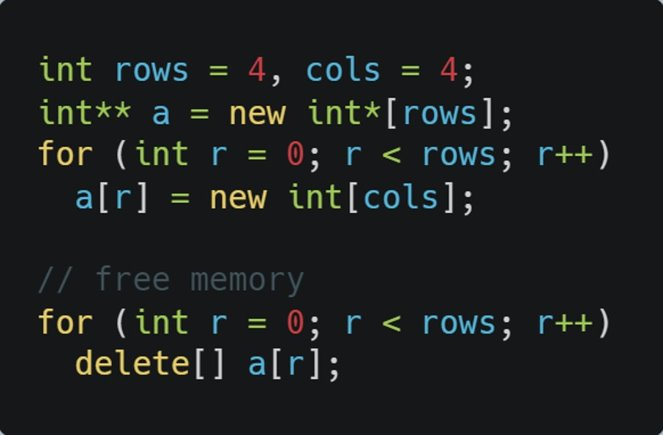 int rows = 4, cols = 4;
int** a = new int*[rows];
for (int r = 0; r < rows; r++)
  a[r] = new int[cols];

// free memory
for (int r = 0; r < rows; r++)
  delete[] a[r];